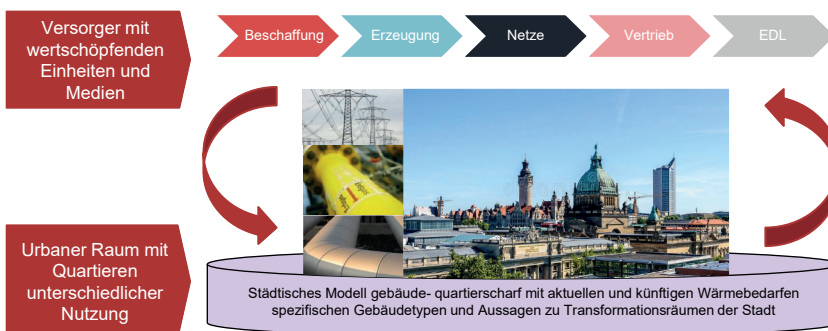 Versorger mit
wertschöpfenden
Einheiten und
Medien
Beschaffung
Erzeugung
Netze
Vertrieb
EDL
Urbaner Raum mit
Quartieren
unterschiedlicher
Nutzung
Städtisches Modell gebäude- quartierscharf mit aktuellen und künftigen Wärmebedarfen
spezifischen Gebäudetypen und Aussagen zu Transformationsräumen der Stadt